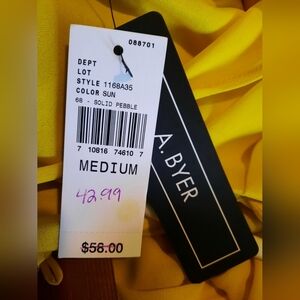 088701
DEPT
LOT
STYLE 1168A35
COLOR SUN
68 - SOLID PEBBLE
7 10816 74610 7
MEDIUM
42.99
$58.00
A. BYER